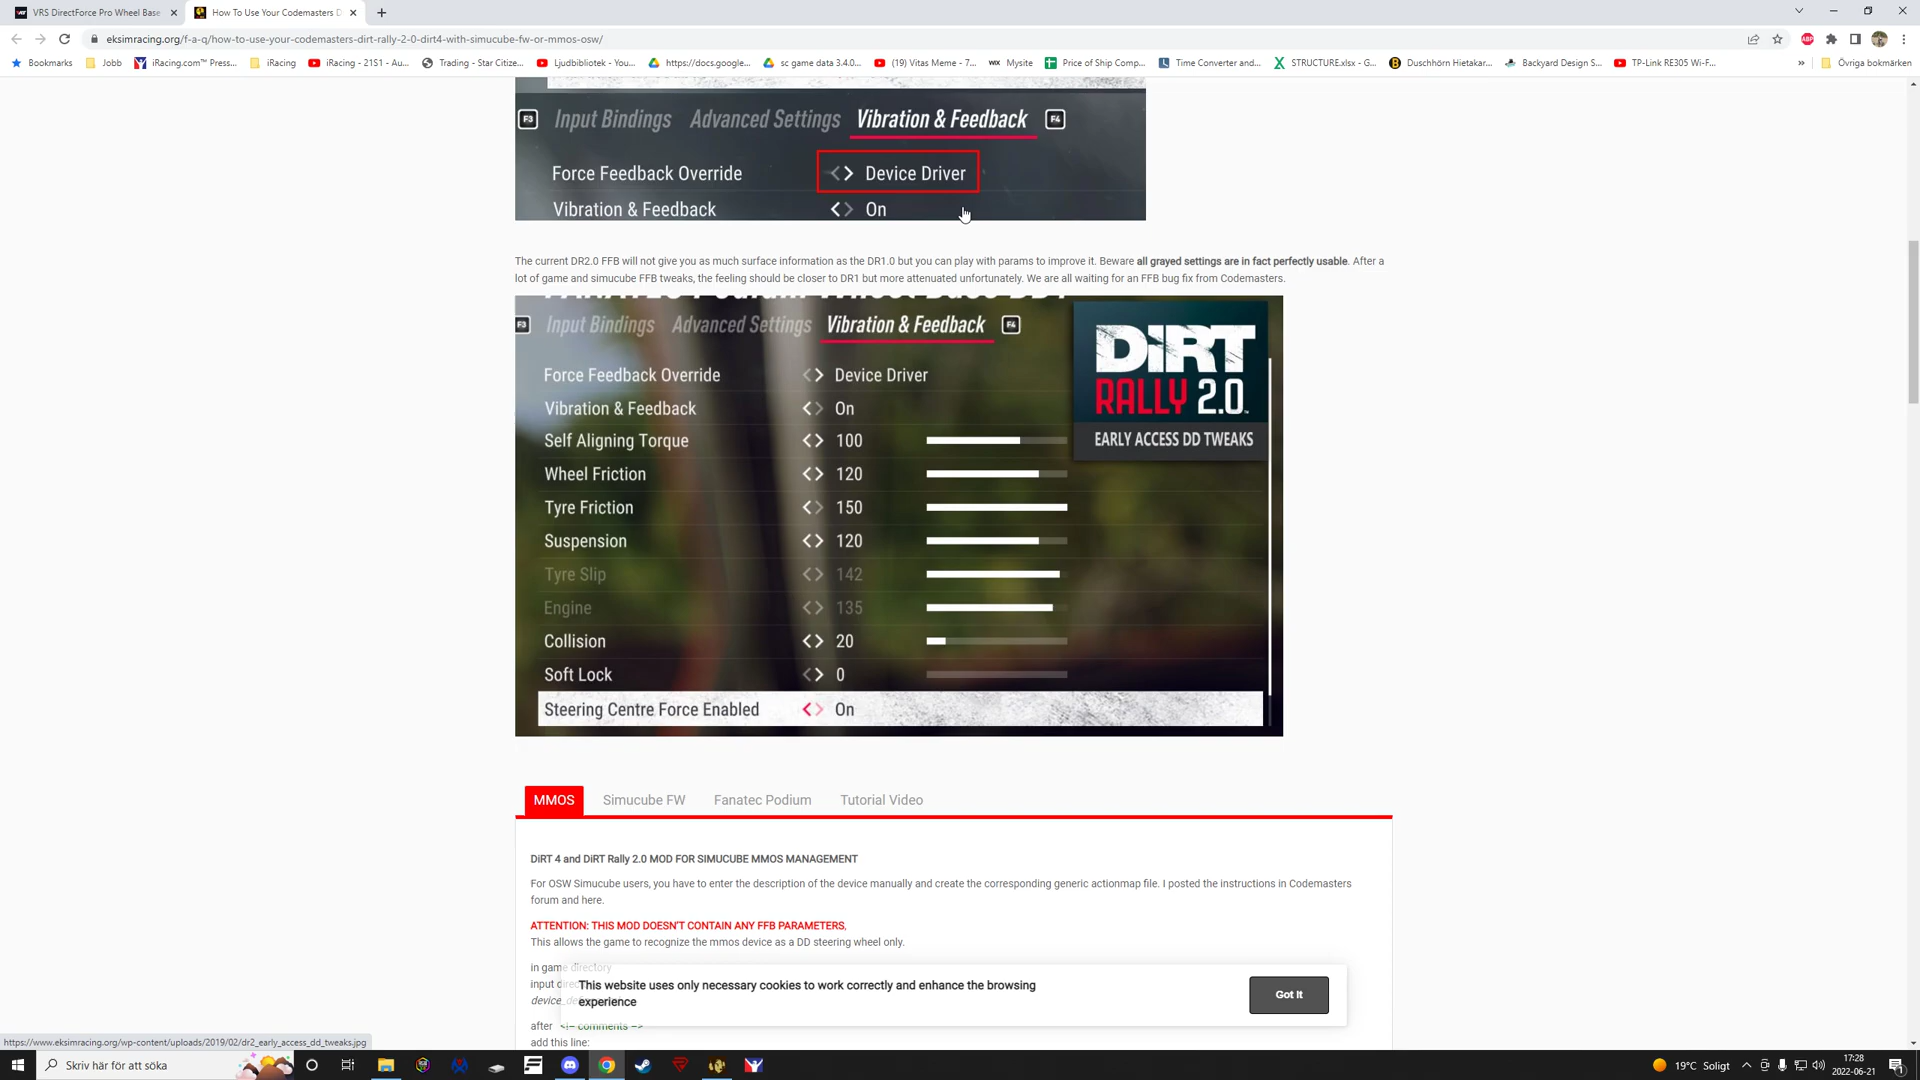 VRS DirectForce Pro Wheel Base
How To Use Your Codemasters D
eksimracing.org/f-a-q/how-to-use-your-codemasters-dirt-rally-2-0-dirt4-with-simucube-fw-or-mmos-osw/
Bookmarks Jobb iRacing.com™ Press... iRacing iRacing - 21S1 - Au... Trading - Star Citize... Ljudbibliotek - You... https://docs.google... sc game data 3.4.0... (19) Vitas Meme - 7... WIX Mysite Price of Ship Comp... Time Converter and... STRUCTURE.xlsx - G... Duschhörn Hietakar... Backyard Design S... TP-Link RE305 Wi-F... » Övriga bokmärken
F3 Input Bindings Advanced Settings Vibration & Feedback F4
Force Feedback Override Device Driver
Vibration & Feedback On
The current DR2.0 FFB will not give you as much surface information as the DR1.0 but you can play with params to improve it. Beware all grayed settings are in fact perfectly usable. After a
lot of game and simucube FFB tweaks, the feeling should be closer to DR1 but more attenuated unfortunately. We are all waiting for an FFB bug fix from Codemasters.
FANATEC Podium Wheel Base DD1
F3 Input Bindings Advanced Settings Vibration & Feedback F4
DiRT
RALLY 2.0
EARLY ACCESS DD TWEAKS
Force Feedback Override Device Driver
Vibration & Feedback On
Self Aligning Torque 100
Wheel Friction 120
Tyre Friction 150
Suspension 120
Tyre Slip 142
Engine 135
Collision 20
Soft Lock 0
Steering Centre Force Enabled On
MMOS Simucube FW Fanatec Podium Tutorial Video
DiRT 4 and DiRT Rally 2.0 MOD FOR SIMUCUBE MMOS MANAGEMENT
For OSW Simucube users, you have to enter the description of the device manually and create the corresponding generic actionmap file. I posted the instructions in Codemasters
forum and here.
ATTENTION: THIS MOD DOESN'T CONTAIN ANY FFB PARAMETERS,
This allows the game to recognize the mmos device as a DD steering wheel only.
in game directory
input
after <!– comments –>
add this line:
This website uses only necessary cookies to work correctly and enhance the browsing
experience
Got It
https://www.eksimracing.org/wp-content/uploads/2019/02/dr2_early_access_dd_tweaks.jpg
Skriv här för att söka
19°C Soligt
17:28
2022-06-21